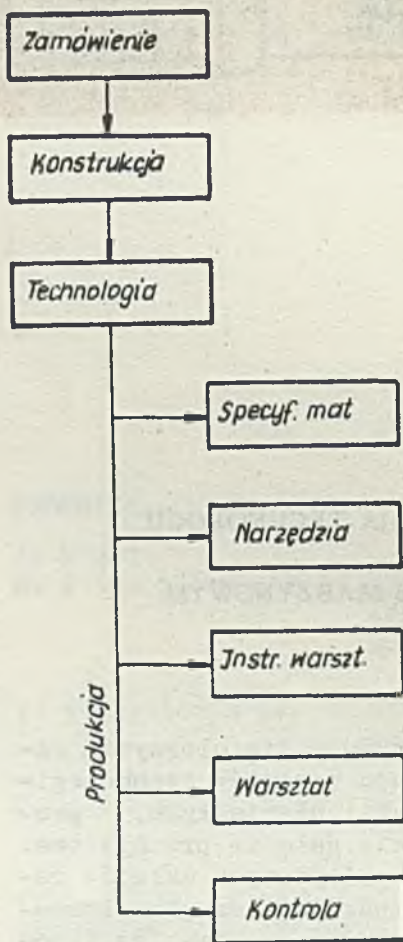 Zamówienie
Konstrukcja
Technologia
Specyf. mat
Narzędzia
Jnstr. warszt.
Produkcja
Warsztat
Kontrola